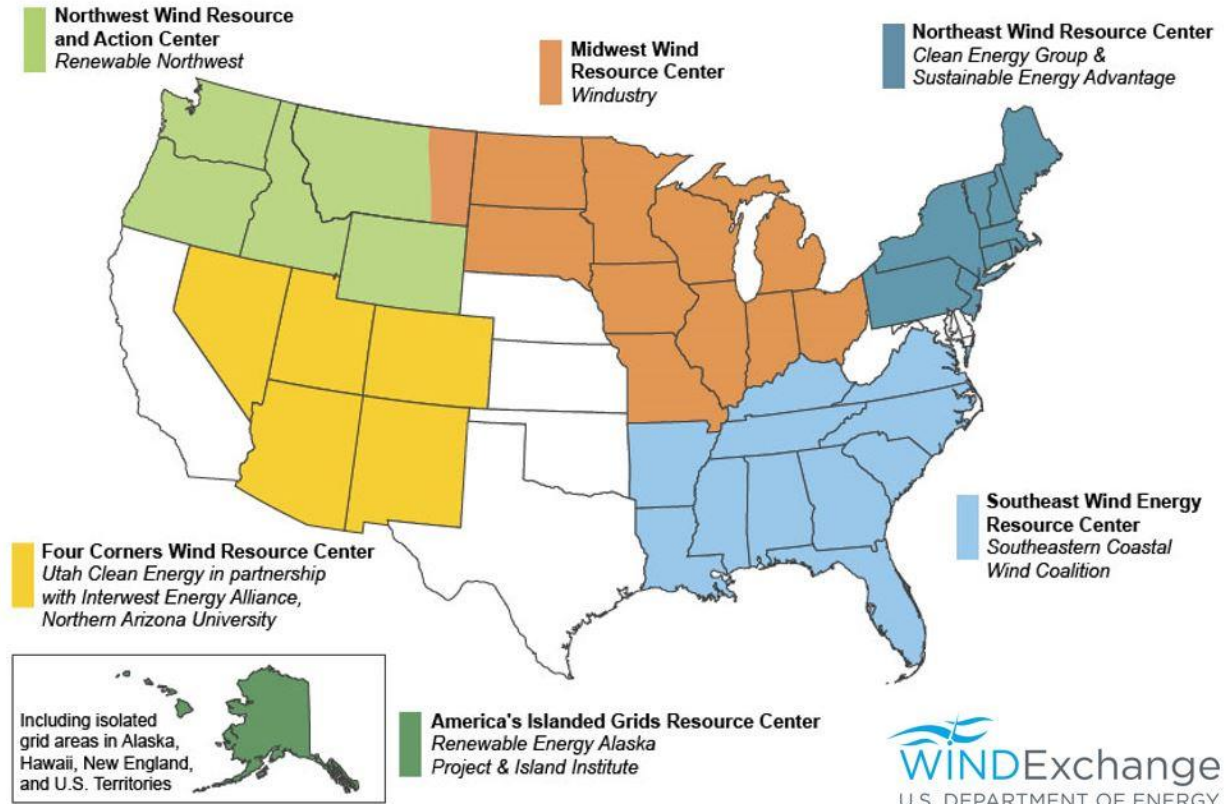 Northwest Wind Resource
and Action Center
Renewable Northwest
Midwest Wind
Resource Center
Windustry
Northeast Wind Resource Center
Clean Energy Group &
Sustainable Energy Advantage
Four Corners Wind Resource Center
Utah Clean Energy in partnership
with Interwest Energy Alliance,
Northern Arizona University
Southeast Wind Energy
Resource Center
Southeastern Coastal
Wind Coalition
Including isolated
grid areas in Alaska,
Hawaii, New England,
and U.S. Territories
America's Islanded Grids Resource Center
Renewable Energy Alaska
Project & Island Institute
WINDExchange
U.S. DEPARTMENT OF ENERGY